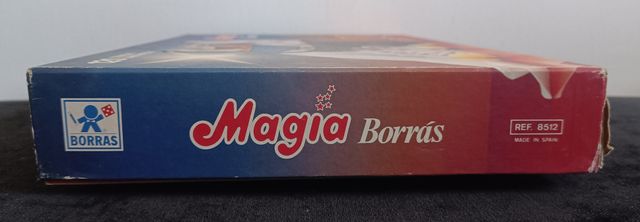 BORRAS
Magia Borrás
REF. 8512
MADE IN SPAIN